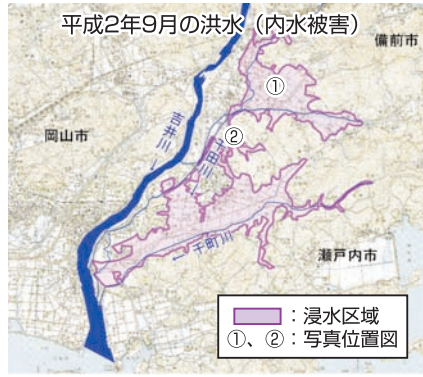 平成2年9月の洪水（内水被害）
備前市
①
岡山市
吉井川
②
千田川
千町川
瀬戸内市
：浸水区域
①、②：写真位置図